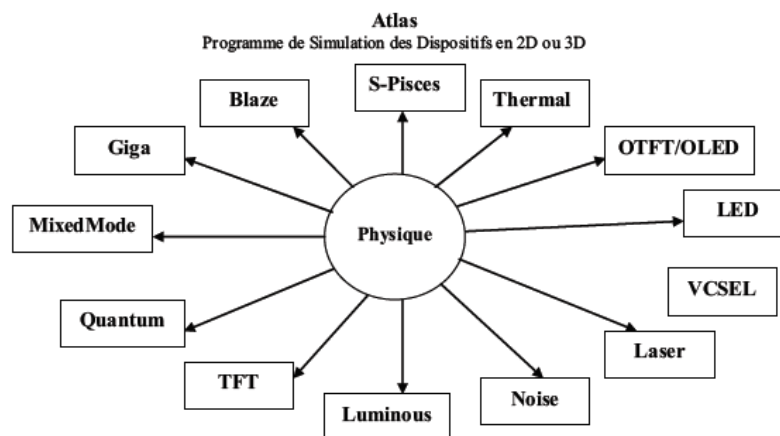 Atlas
Programme de Simulation des Dispositifs en 2D ou 3D
S-Pisces
Blaze
Thermal
Giga
OTFT/OLED
MixedMode
Physique
LED
VCSEL
Quantum
Laser
TFT
Luminous
Noise